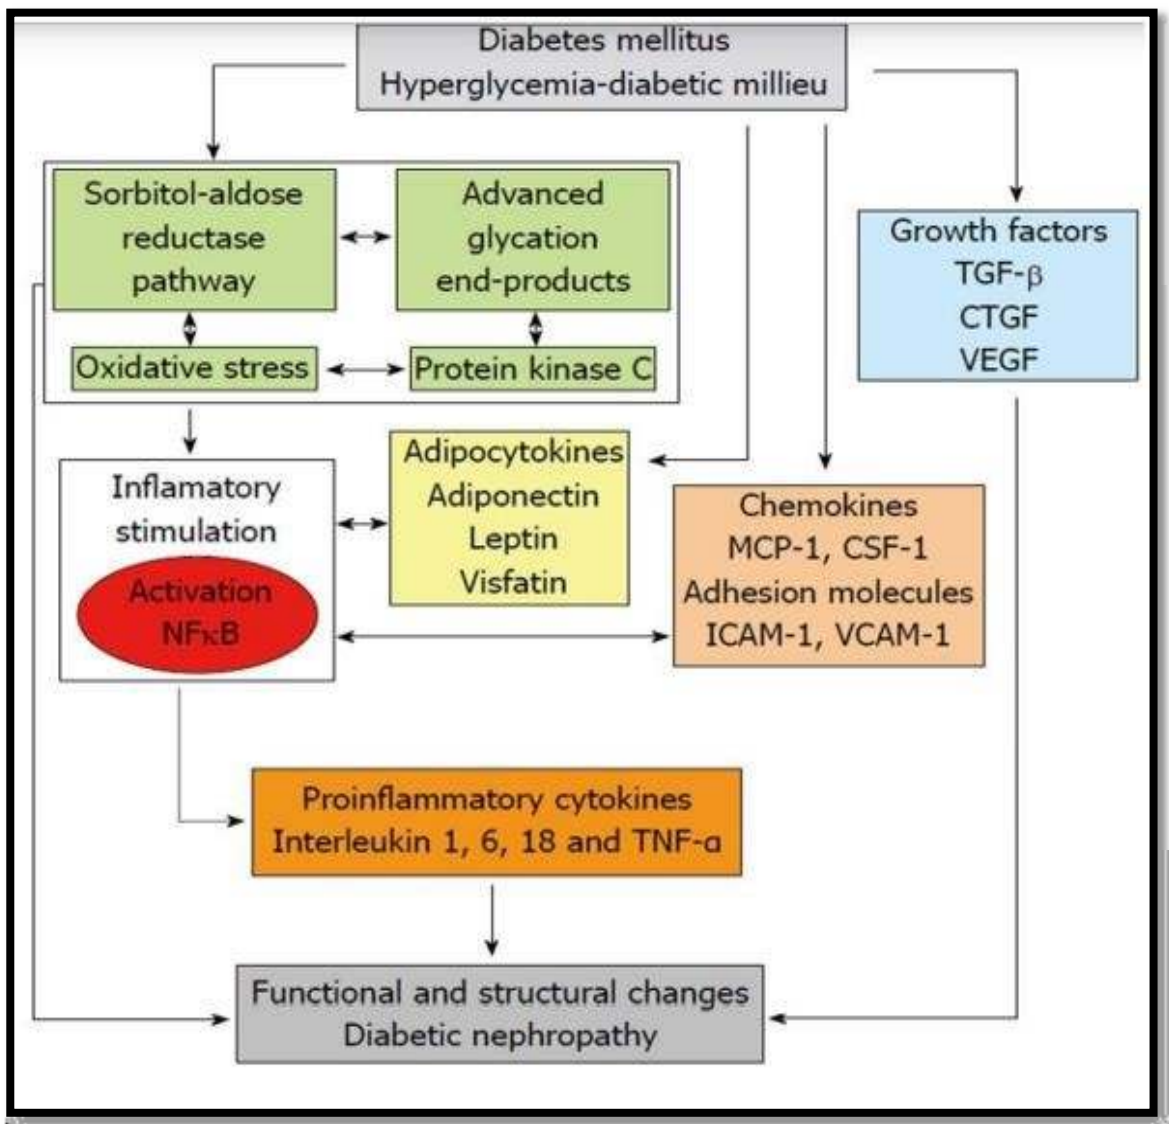 Diabetes mellitus
Hyperglycemia-diabetic millieu
Sorbitol-aldose
reductase
pathway
Advanced
glycation
end-products
Oxidative stress
Protein kinase C
Growth factors
TGF-β
CTGF
VEGF
Inflamatory
stimulation
Activation
NFκB
Adipocytokines
Adiponectin
Leptin
Visfatin
Chemokines
MCP-1, CSF-1
Adhesion molecules
ICAM-1, VCAM-1
Proinflammatory cytokines
Interleukin 1, 6, 18 and TNF-α
Functional and structural changes
Diabetic nephropathy